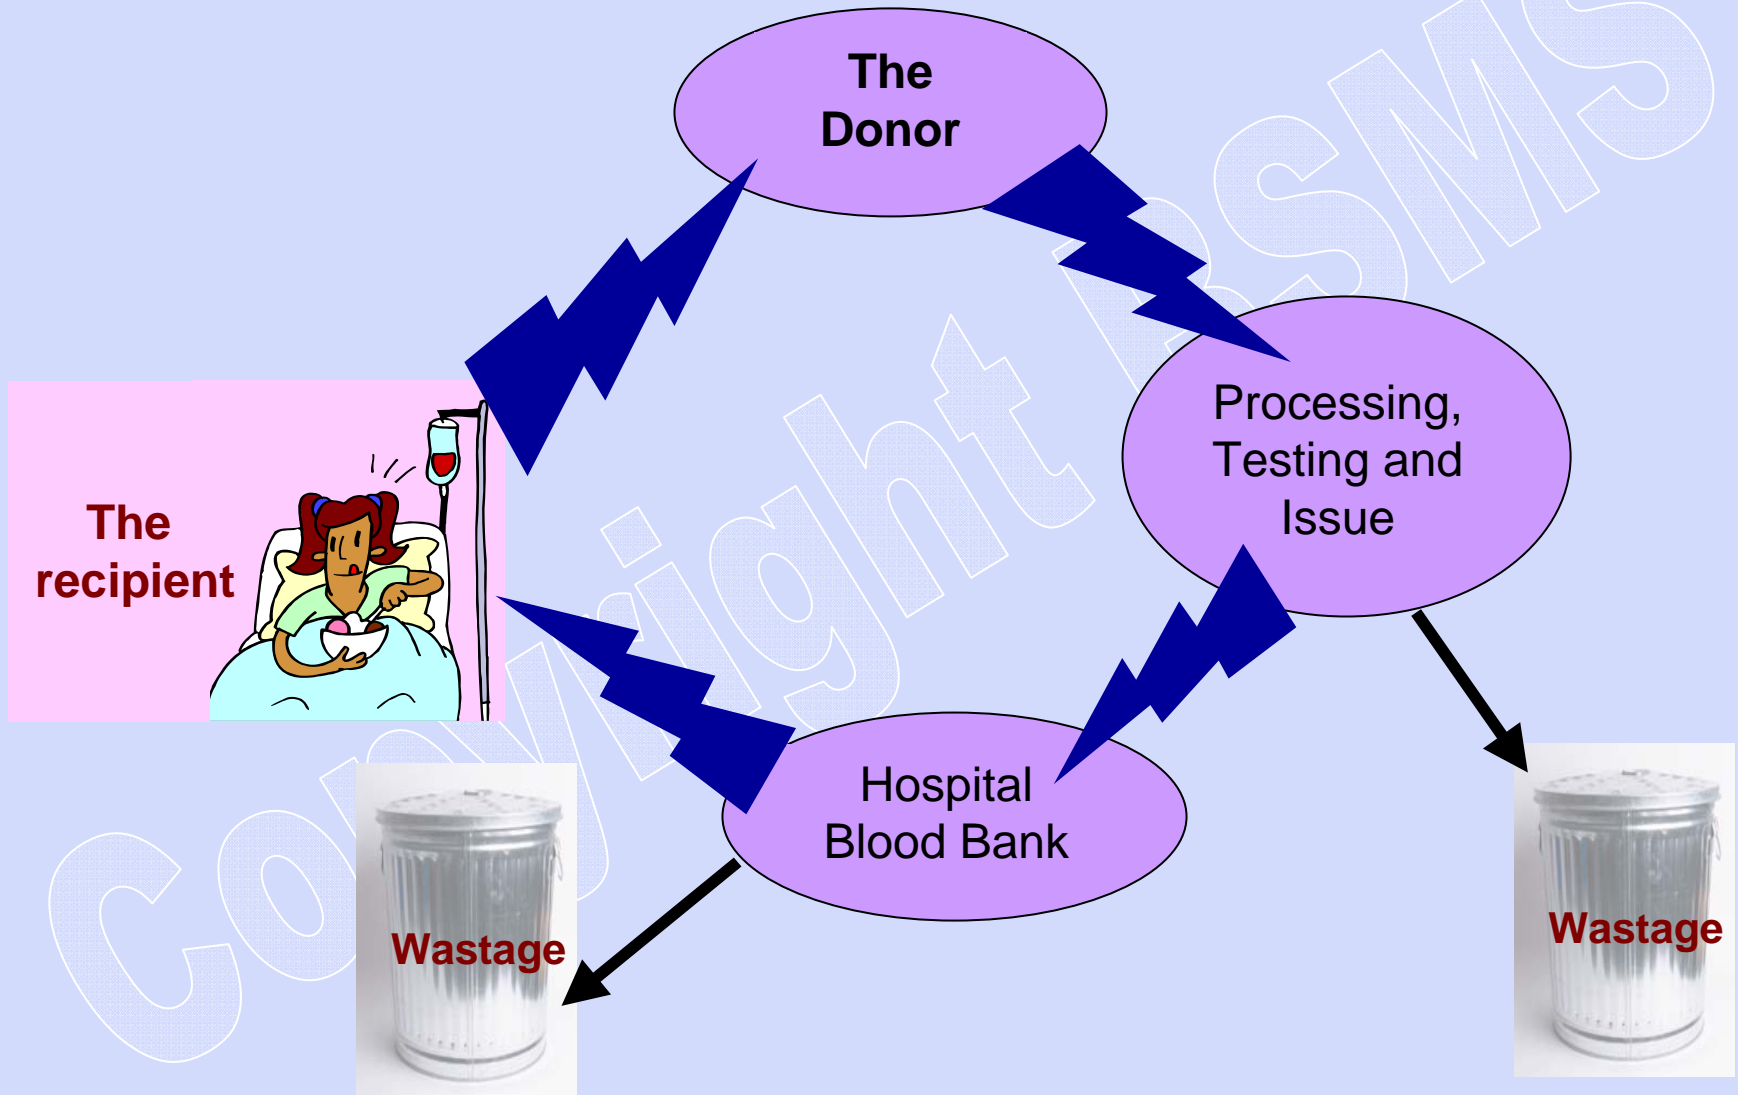 The
Donor
Processing,
Testing and
Issue
The
recipient
Hospital
Blood Bank
Wastage
Wastage
Copyright BSMS